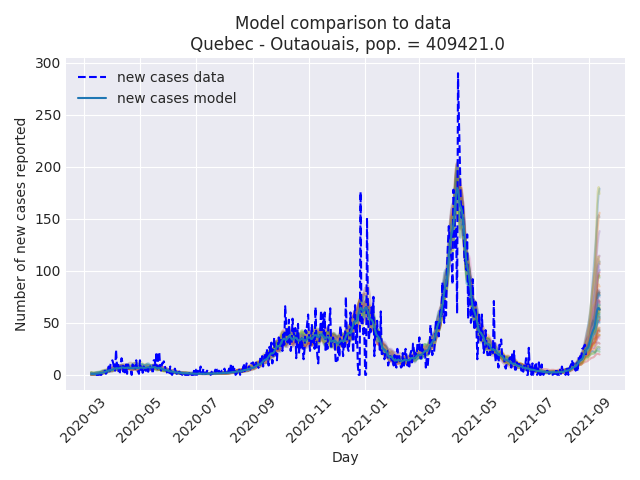 Model comparison to data
Quebec - Outaouais, pop. = 409421.0
300
250
200
150
100
50
0
Number of new cases reported
new cases data
new cases model
2020-03
2020-05
2020-07
2020-09
2020-11
2021-01
2021-03
2021-05
2021-07
2021-09
Day